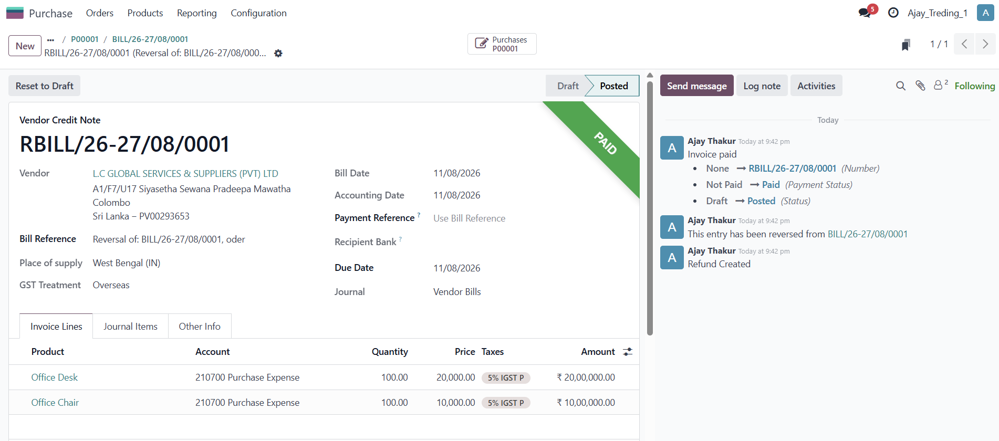 Purchase Orders Products Reporting Configuration
5 Ajay_Treding_1 A
New ... / P00001 / BILL/26-27/08/0001
RBILL/26-27/08/0001 (Reversal of: BILL/26-27/08/000...
Purchases
P00001
1 / 1
Reset to Draft
Draft Posted
PAID
Vendor Credit Note
RBILL/26-27/08/0001
Vendor L.C GLOBAL SERVICES & SUPPLIERS (PVT) LTD
A1/F7/U17 Siyasetha Sewana Pradeepa Mawatha
Colombo
Sri Lanka – PV00293653
Bill Reference Reversal of: BILL/26-27/08/0001, oder
Place of supply West Bengal (IN)
GST Treatment Overseas
Bill Date 11/08/2026
Accounting Date 11/08/2026
Payment Reference ? Use Bill Reference
Recipient Bank ?
Due Date 11/08/2026
Journal Vendor Bills
Invoice Lines Journal Items Other Info
Product Account Quantity Price Taxes Amount
Office Desk 210700 Purchase Expense 100.00 20,000.00 5% IGST P ₹ 20,00,000.00
Office Chair 210700 Purchase Expense 100.00 10,000.00 5% IGST P ₹ 10,00,000.00
Send message Log note Activities 2 Following
Today
A Ajay Thakur Today at 9:42 pm
Invoice paid
• None → RBILL/26-27/08/0001 (Number)
• Not Paid → Paid (Payment Status)
• Draft → Posted (Status)
A Ajay Thakur Today at 9:42 pm
This entry has been reversed from BILL/26-27/08/0001
A Ajay Thakur Today at 9:42 pm
Refund Created